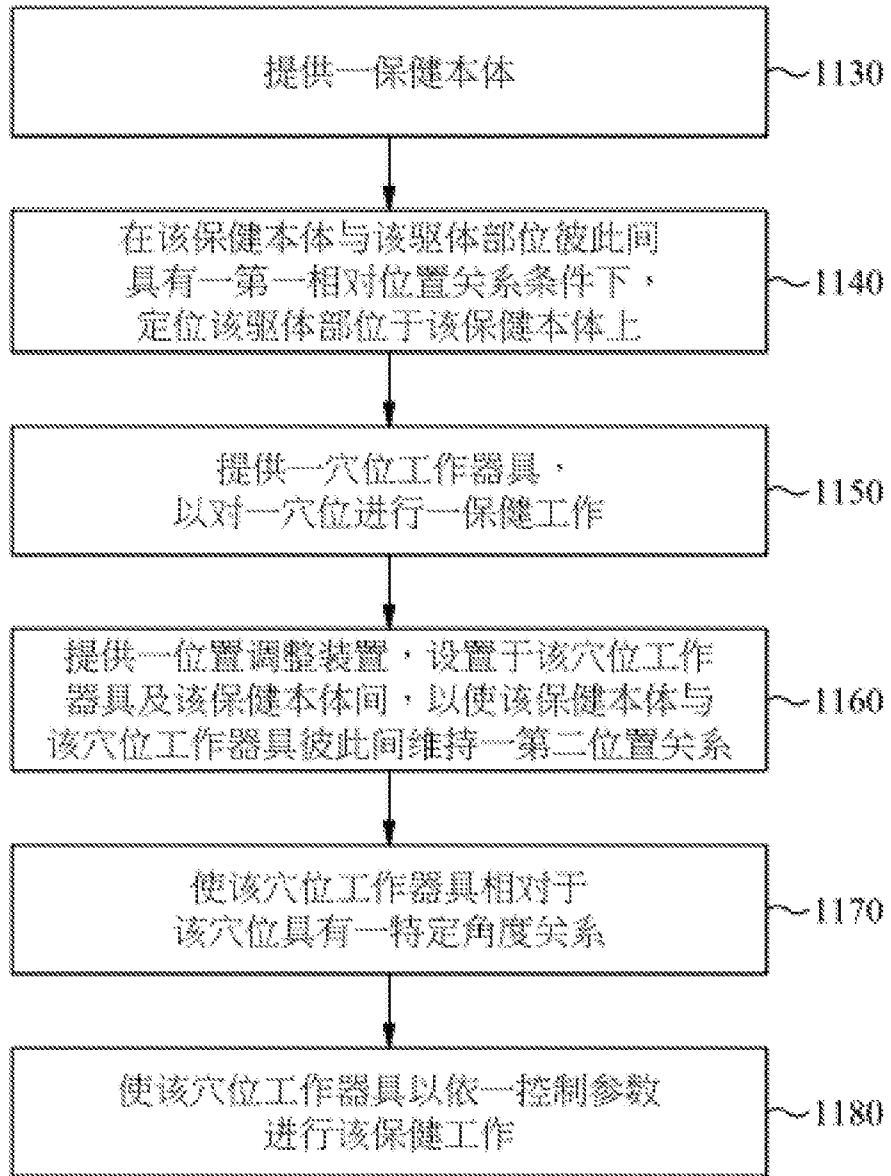 提供一保健本体
1130
在该保健本体与该驱体部位彼此间
具有一第一相对位置关系条件下，
定位该驱体部位于该保健本体上
1140
提供一穴位工作器具，
以对一穴位进行一保健工作
1150
提供一位置调整装置，设置于该穴位工作
器具及该保健本体间，以使该保健本体与
该穴位工作器具彼此间维持一第二位置关系
1160
使该穴位工作器具相对于
该穴位具有一特定角度关系
1170
使该穴位工作器具以依一控制参数
进行该保健工作
1180